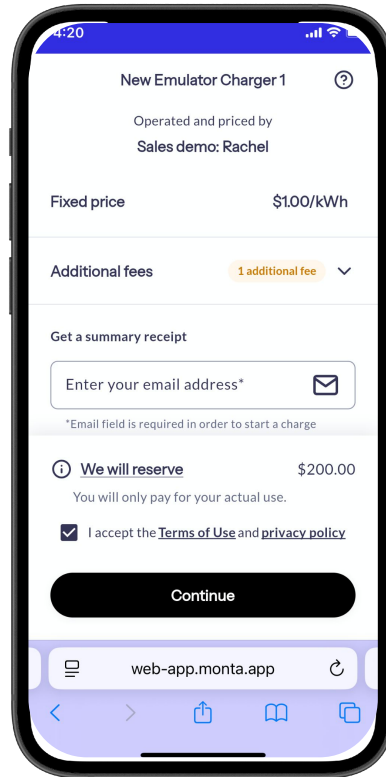 4:20
New Emulator Charger 1
Operated and priced by
Sales demo: Rachel
Fixed price $1.00/kWh
Additional fees 1 additional fee
Get a summary receipt
Enter your email address*
*Email field is required in order to start a charge
We will reserve $200.00
You will only pay for your actual use.
I accept the Terms of Use and privacy policy
Continue
web-app.monta.app